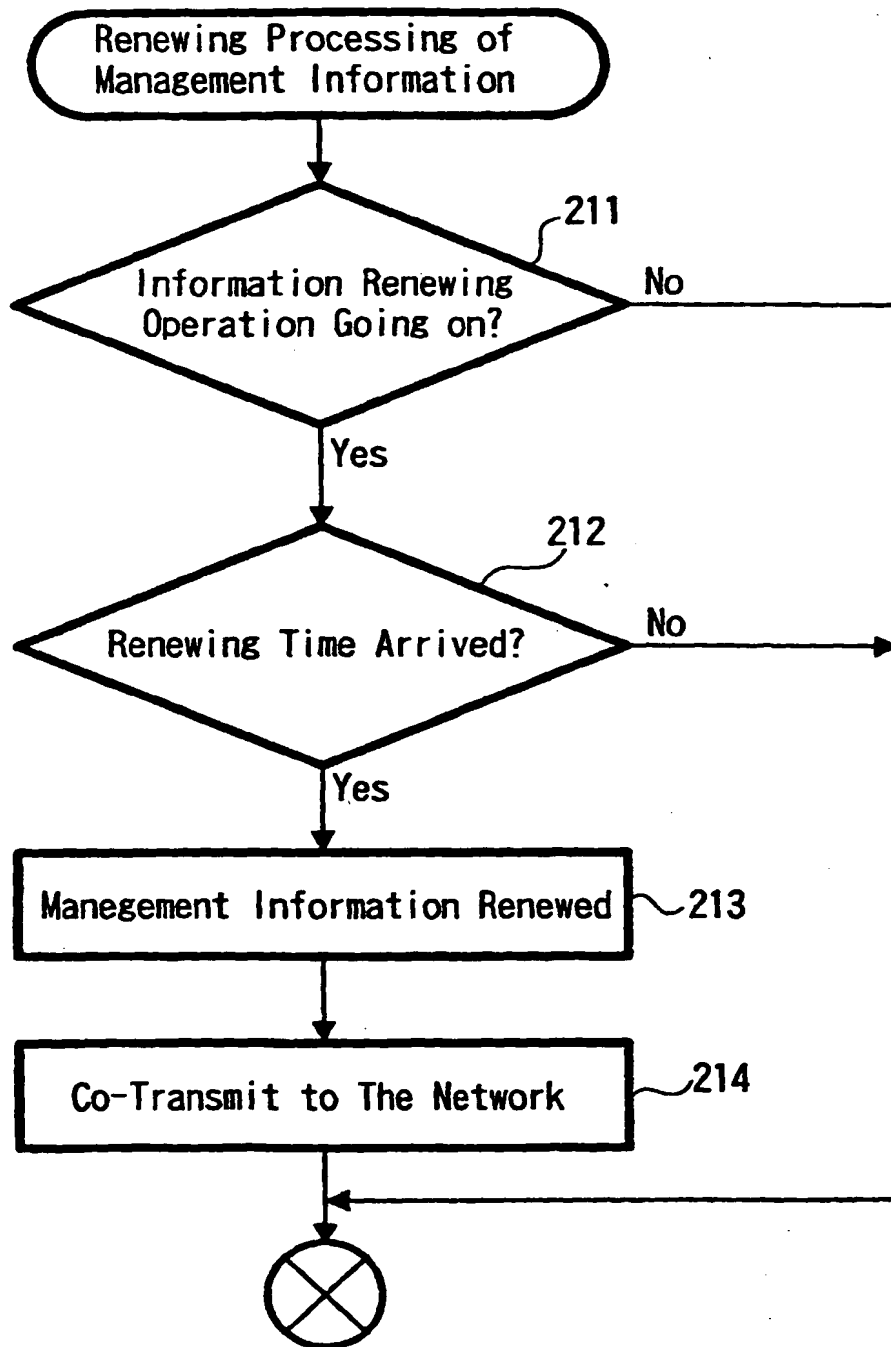 Renewing Processing of
Management Information
211
Information Renewing
Operation Going on?
No
Yes
212
Renewing Time Arrived?
No
Yes
Manegement Information Renewed
213
Co-Transmit to The Network
214